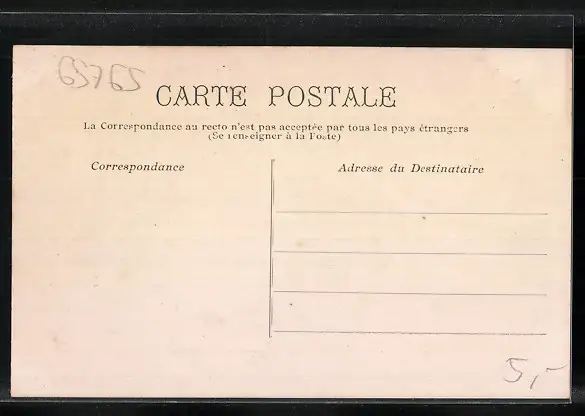 65765
CARTE POSTALE
La Correspondance au recto n'est pas acceptée par tous les pays étrangers
(Se renseigner à la Poste)
Correspondance
Adresse du Destinataire
5,-